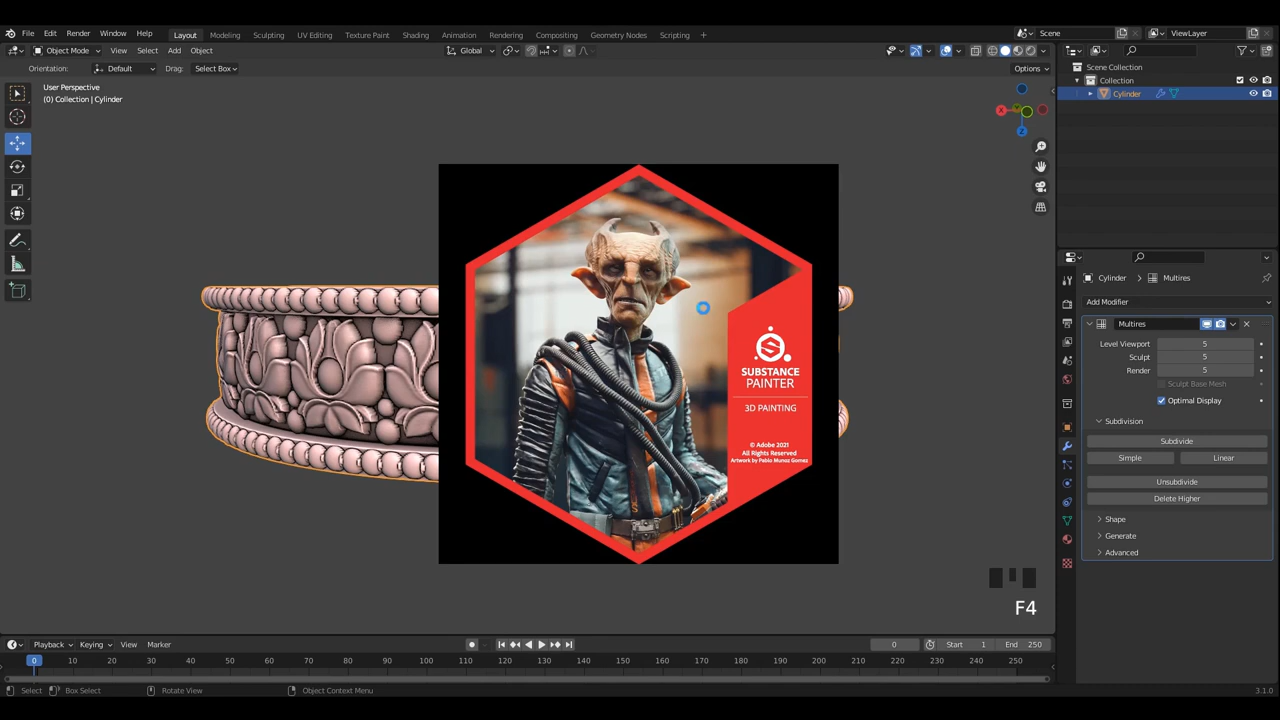 File Edit Render Window Help Layout Modeling Sculpting UV Editing Texture Paint Shading Animation Rendering Compositing Geometry Nodes Scripting Scene ViewLayer
Object Mode View Select Add Object Global
Orientation: Default Drag: Select Box Options
Scene Collection
Collection
Cylinder
User Perspective
(0) Collection | Cylinder
X
Y
Z
SUBSTANCE
PAINTER
3D PAINTING
© Adobe 2021
All Rights Reserved
Artwork by Pablo Munoz Gomez
Cylinder Multires
Add Modifier
Multires
Level Viewport 5
Sculpt 5
Render 5
Sculpt Base Mesh
Optimal Display
Subdivision
Subdivide
Simple Linear
Unsubdivide
Delete Higher
Shape
Generate
Advanced
F4
Playback Keying View Marker 0 Start 1 End 250
0 10 20 30 40 50 60 70 80 90 100 110 120 130 140 150 160 170 180 190 200 210 220 230 240 250
Select Box Select Rotate View Object Context Menu 3.1.0